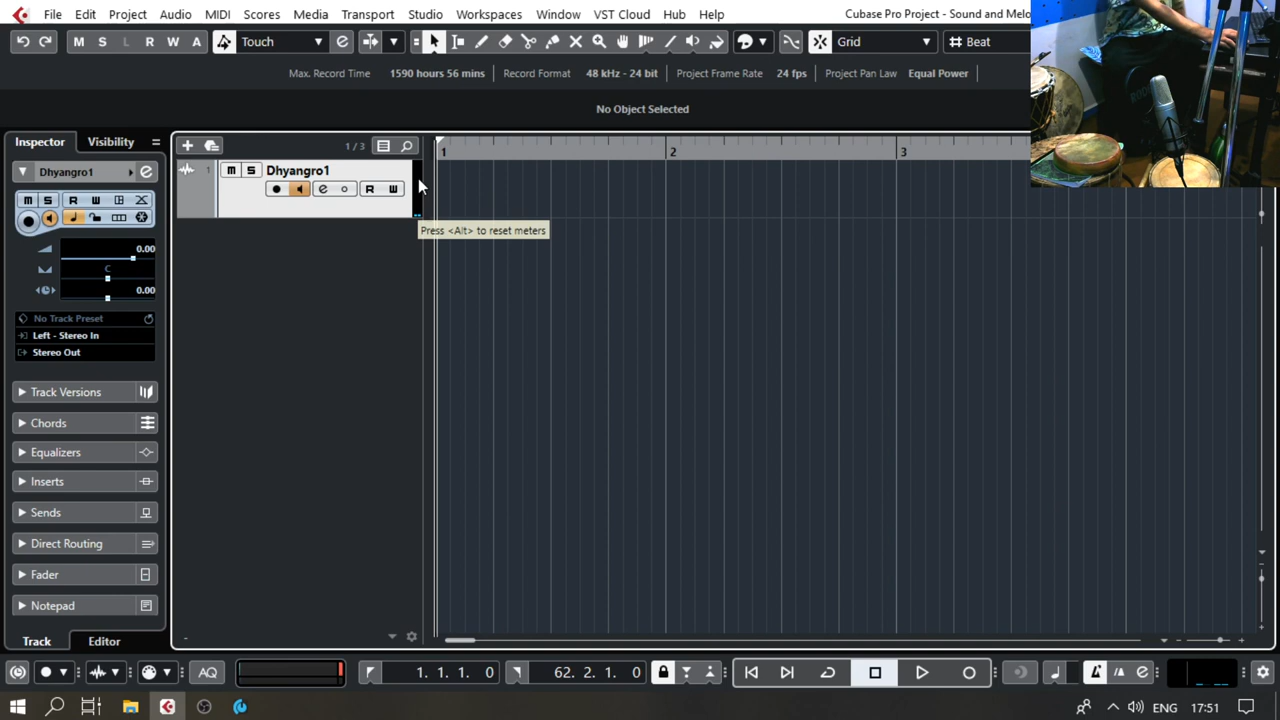 File Edit Project Audio MIDI Scores Media Transport Studio Workspaces Window VST Cloud Hub Help Cubase Pro Project - Sound and Melo
M S L R W A Touch Grid Beat
Max. Record Time 1590 hours 56 mins Record Format 48 kHz - 24 bit Project Frame Rate 24 fps Project Pan Law Equal Power
No Object Selected
Inspector Visibility 1 / 3 1 2 3
Dhyangro1 1 M S Dhyangro1
M S R W R W
Press <Alt> to reset meters
0.00
C
0.00
No Track Preset
Left - Stereo In
Stereo Out
Track Versions
Chords
Equalizers
Inserts
Sends
Direct Routing
Fader
Notepad
Track Editor
AQ 1. 1. 1. 0 62. 2. 1. 0
ENG 17:51